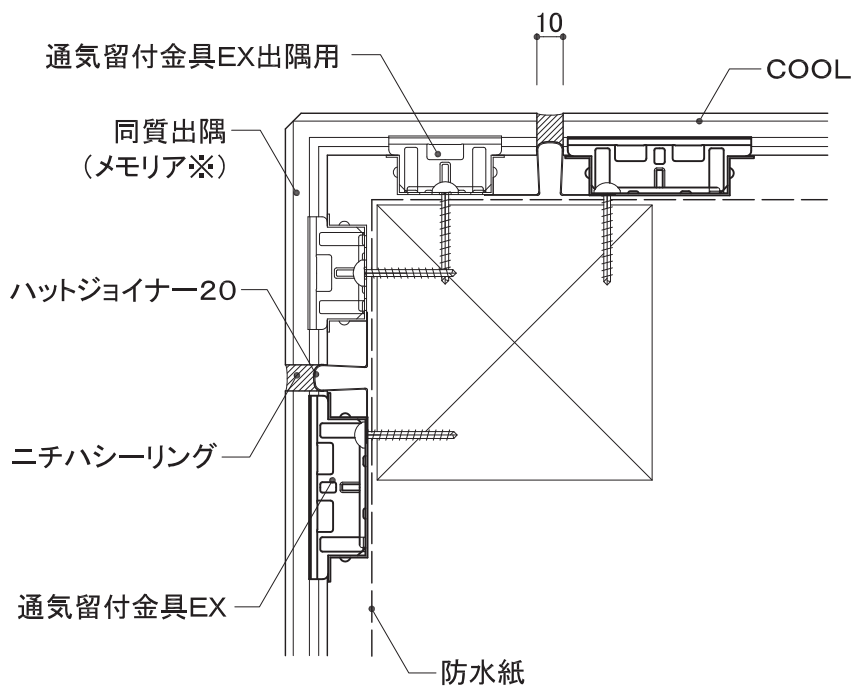 10
通気留付金具EX出隅用
COOL
同質出隅
（メモリア※）
ハットジョイナー20
ニチハシーリング
通気留付金具EX
防水紙